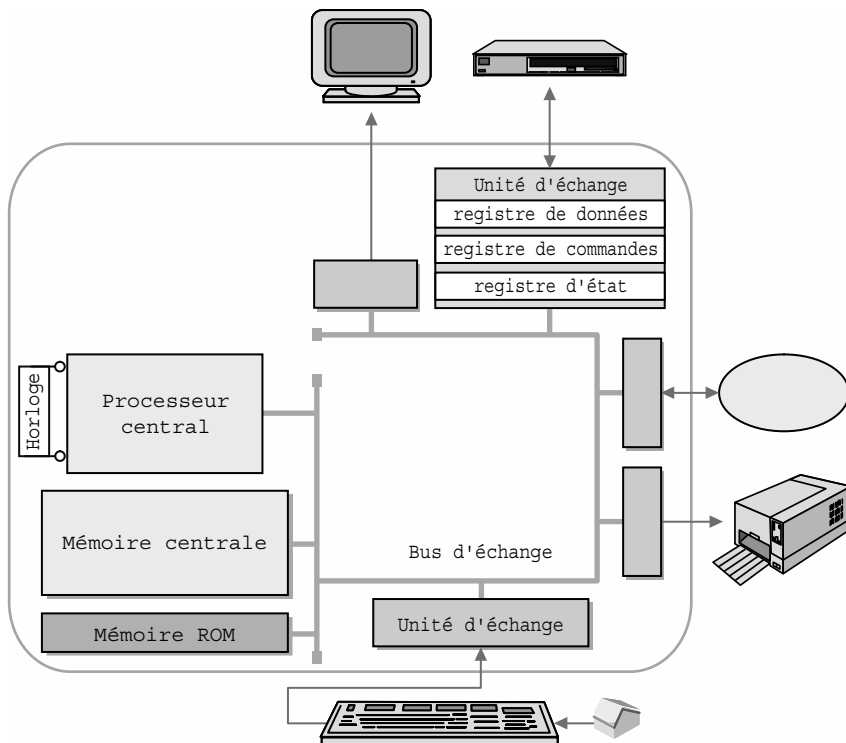 Unité d'échange
registre de données
registre de commandes
registre d'état
Horloge
Processeur
central
Mémoire centrale
Bus d'échange
Mémoire ROM
Unité d'échange